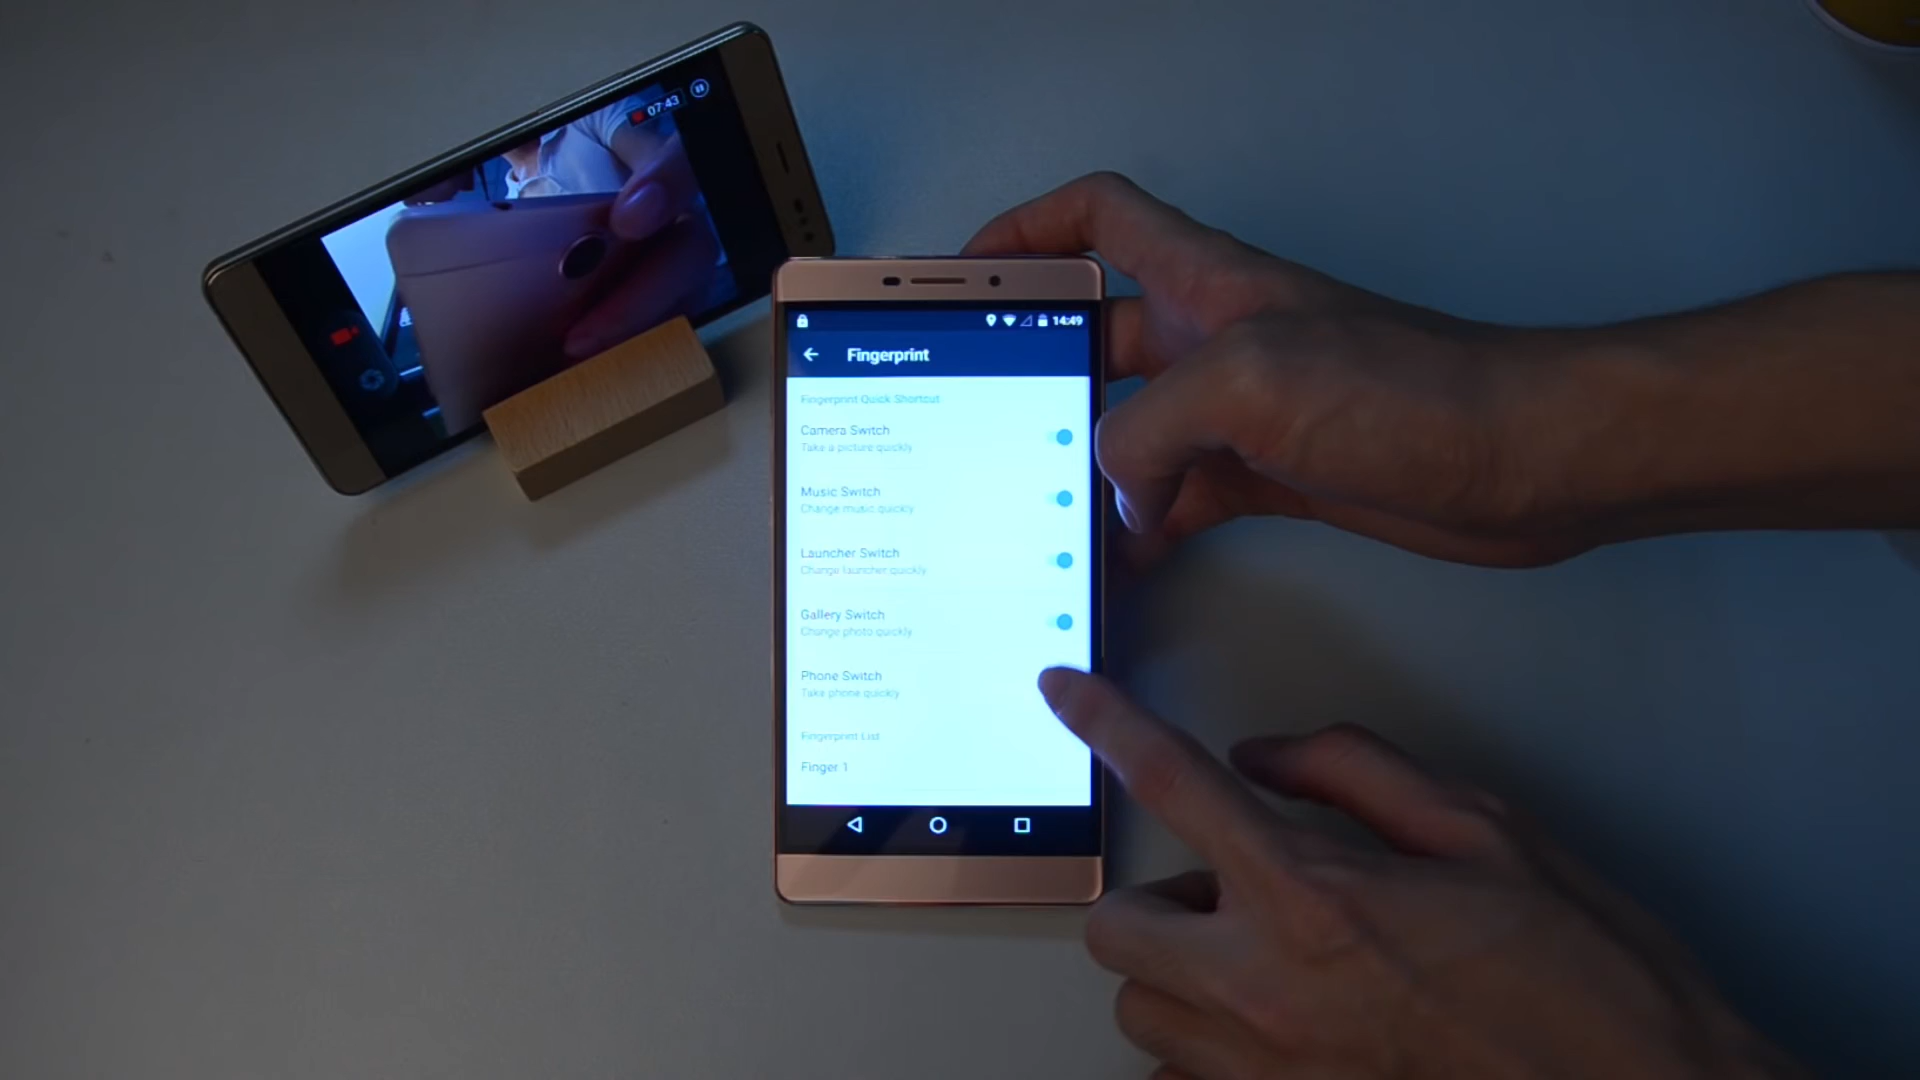 07:43
14:49
Fingerprint
Fingerprint Quick Shortcut
Camera Switch
Take a picture quickly
Music Switch
Change music quickly
Launcher Switch
Change launcher quickly
Gallery Switch
Change photo quickly
Phone Switch
Take phone quickly
Fingerprint List
Finger 1